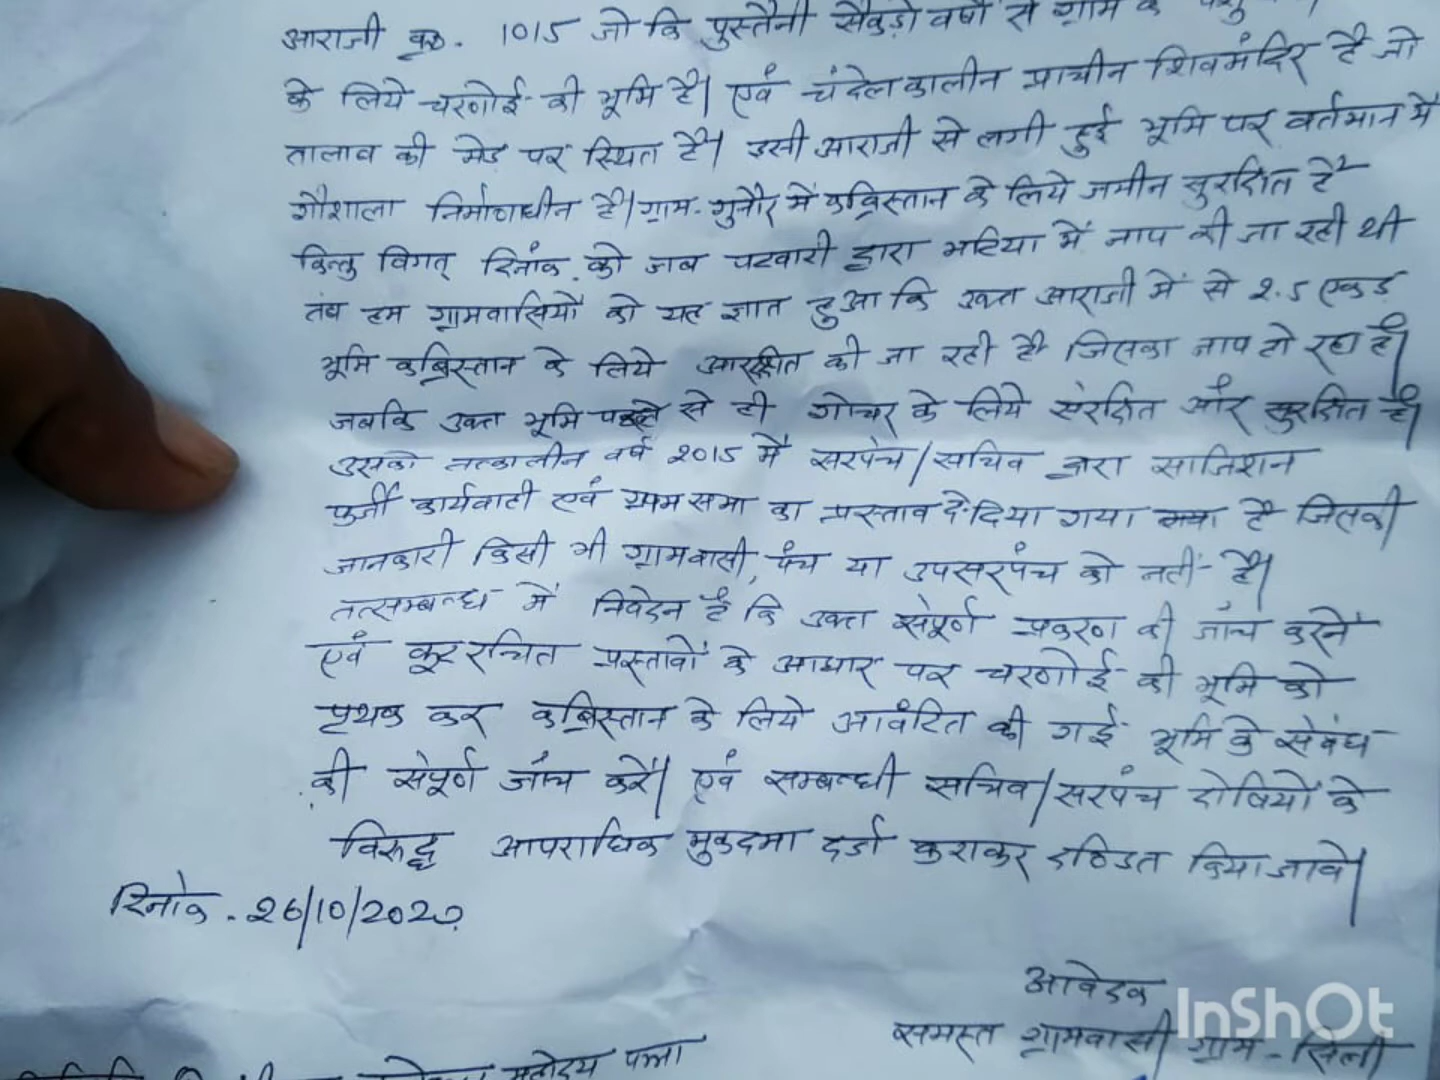 आराजी कृ. 1015 जो कि पुस्तैनी सैकड़ो वर्षो से ग्राम के
के लिये चरणोई की भूमि है। एवं चंदेलकालीन प्राचीन शिवमंदिर है जो
तालाव की मेड पर स्थित है। इसी आराजी से लगी हुई भूमि पर वर्तमान में
गौशाला निर्माणाधीन है। ग्राम-गुनौर में कब्रिस्तान के लिये जमीन सुरक्षित है
किन्तु विगत् दिनांक को जब पटवारी द्वारा भटिया में नाप की जा रही थी
तव हम ग्रामवासियों को यह ज्ञात हुआ कि उक्त आराजी में से 2.5 एकड़
भूमि कब्रिस्तान के लिये आरक्षित की जा रही है जिसका नाप हो रहा है।
जबकि उक्त भूमि पहले से ही गोचर के लिये संरक्षित और सुरक्षित है।
उसको तत्कालीन वर्ष 2015 में सरपंच/सचिव द्वारा साजिशन
फर्जी कार्यवाही एवं ग्रामसभा का प्रस्ताव दे दिया गया है जिसकी
जानकारी किसी भी ग्रामवासी, पंच या उपसरपंच को नही है।
तत्सम्बन्ध में निवेदन है कि उक्त संपूर्ण प्रकरण की जांच करने
एवं कूटरचित प्रस्तावों के आधार पर चरणोई की भूमि को
पृथक कर कब्रिस्तान के लिये आवंटित की गई भूमि के संबंध
की संपूर्ण जांच करें। एवं सम्बन्धी सचिव/सरपंच दोषियों के
विरूद्ध आपराधिक मुकदमा दर्ज कराकर दण्डित किया जावे।
दिनांक. 26/10/2020
आवेदक
समस्त ग्रामवासी ग्राम-सिली
महोदय पन्ना
InShOt